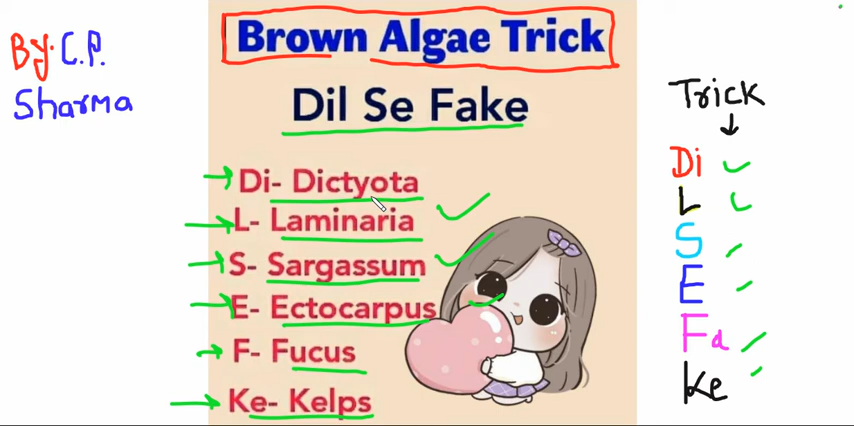 By: C.P.
Sharma
Brown Algae Trick
Dil Se Fake
Di- Dictyota
L- Laminaria
S- Sargassum
E- Ectocarpus
F- Fucus
Ke- Kelps
Trick
Di
L
S
E
Fa
Ke